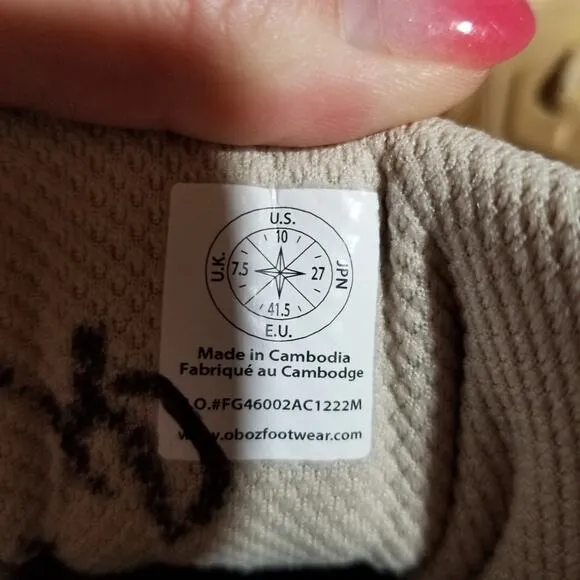 U.S.
10
U.K. 7.5 27 JPN
41.5
E.U.
Made in Cambodia
Fabriqué au Cambodge
.O.#FG46002AC1222M
www.obozfootwear.com